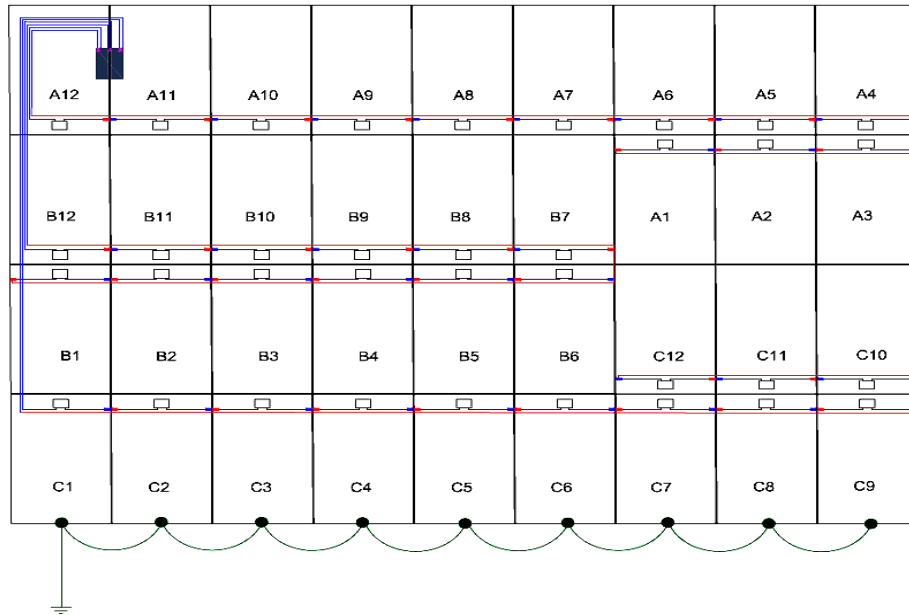 A12 A11 A10 A9 A8 A7 A6 A5 A4
B12 B11 B10 B9 B8 B7 A1 A2 A3
B1 B2 B3 B4 B5 B6 C12 C11 C10
C1 C2 C3 C4 C5 C6 C7 C8 C9